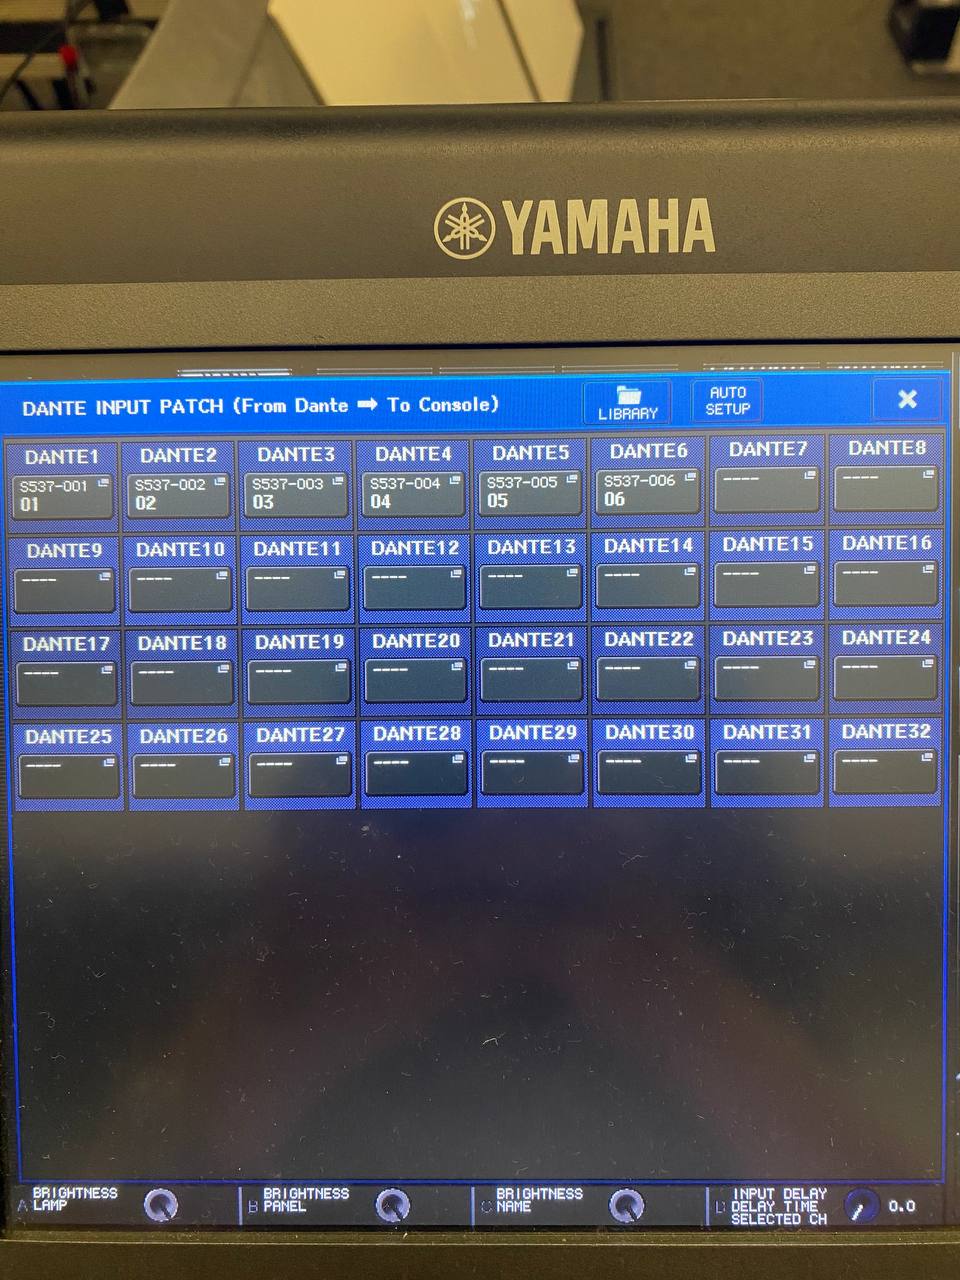 YAMAHA
DANTE INPUT PATCH (From Dante ➡ To Console)
LIBRARY
AUTO
SETUP
DANTE1 DANTE2 DANTE3 DANTE4 DANTE5 DANTE6 DANTE7 DANTE8
S537-001 S537-002 S537-003 S537-004 S537-005 S537-006 ---- ----
01 02 03 04 05 06
DANTE9 DANTE10 DANTE11 DANTE12 DANTE13 DANTE14 DANTE15 DANTE16
---- ---- ---- ---- ---- ---- ---- ----
DANTE17 DANTE18 DANTE19 DANTE20 DANTE21 DANTE22 DANTE23 DANTE24
---- ---- ---- ---- ---- ---- ---- ----
DANTE25 DANTE26 DANTE27 DANTE28 DANTE29 DANTE30 DANTE31 DANTE32
---- ---- ---- ---- ---- ---- ---- ----
A BRIGHTNESS
LAMP
B BRIGHTNESS
PANEL
C BRIGHTNESS
NAME
D INPUT DELAY
DELAY TIME
SELECTED CH
0.0